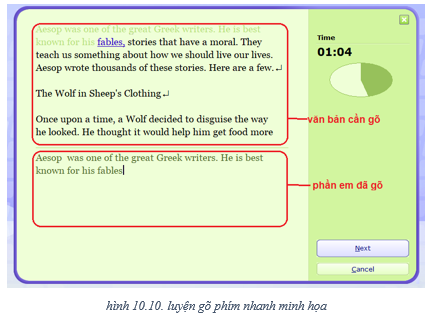 Aesop was one of the great Greek writers. He is best
known for his fables, stories that have a moral. They
teach us something about how we should live our lives.
Aesop wrote thousands of these stories. Here are a few.↵
The Wolf in Sheep's Clothing↵
Once upon a time, a Wolf decided to disguise the way
he looked. He thought it would help him get food more
văn bản cần gõ
Aesop  was one of the great Greek writers. He is best
known for his fables
phần em đã gõ
Time
01:04
Next
Cancel
hình 10.10. luyện gõ phím nhanh minh họa